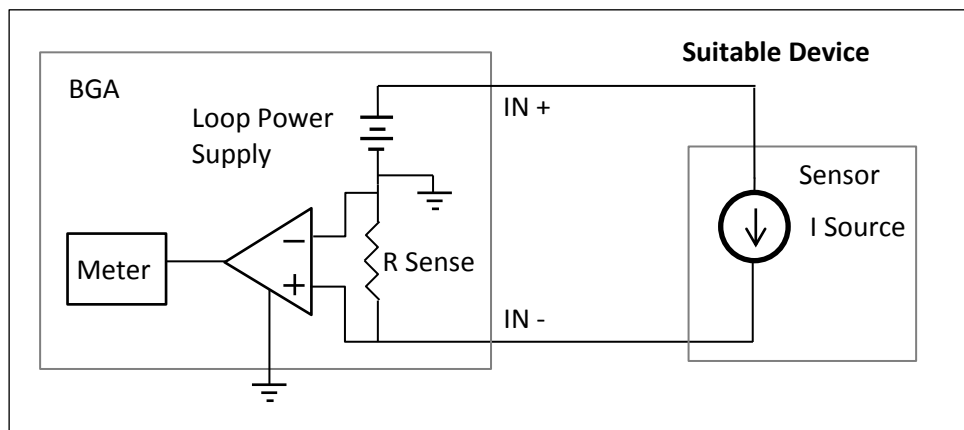 Suitable Device
BGA
IN +
Loop Power
Supply
Sensor
I Source
−
+
Meter
R Sense
IN -